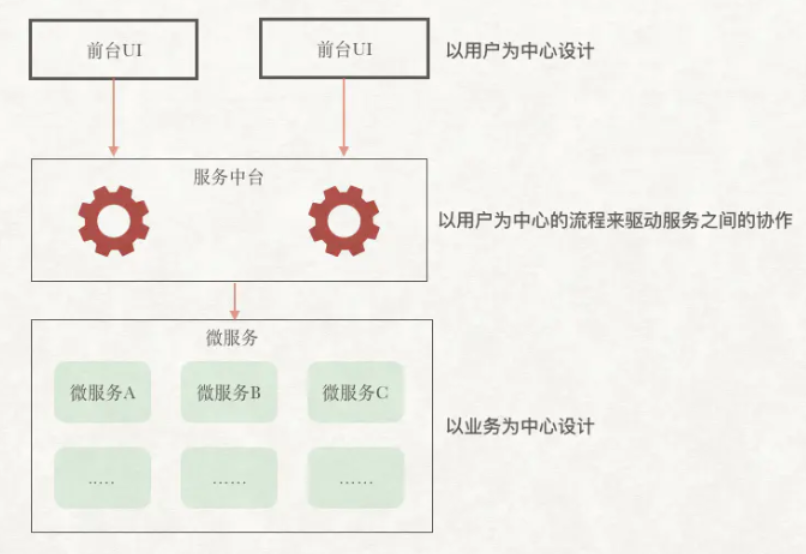 前台UI
前台UI
以用户为中心设计
服务中台
以用户为中心的流程来驱动服务之间的协作
微服务
微服务A
微服务B
微服务C
以业务为中心设计
.....
......
......